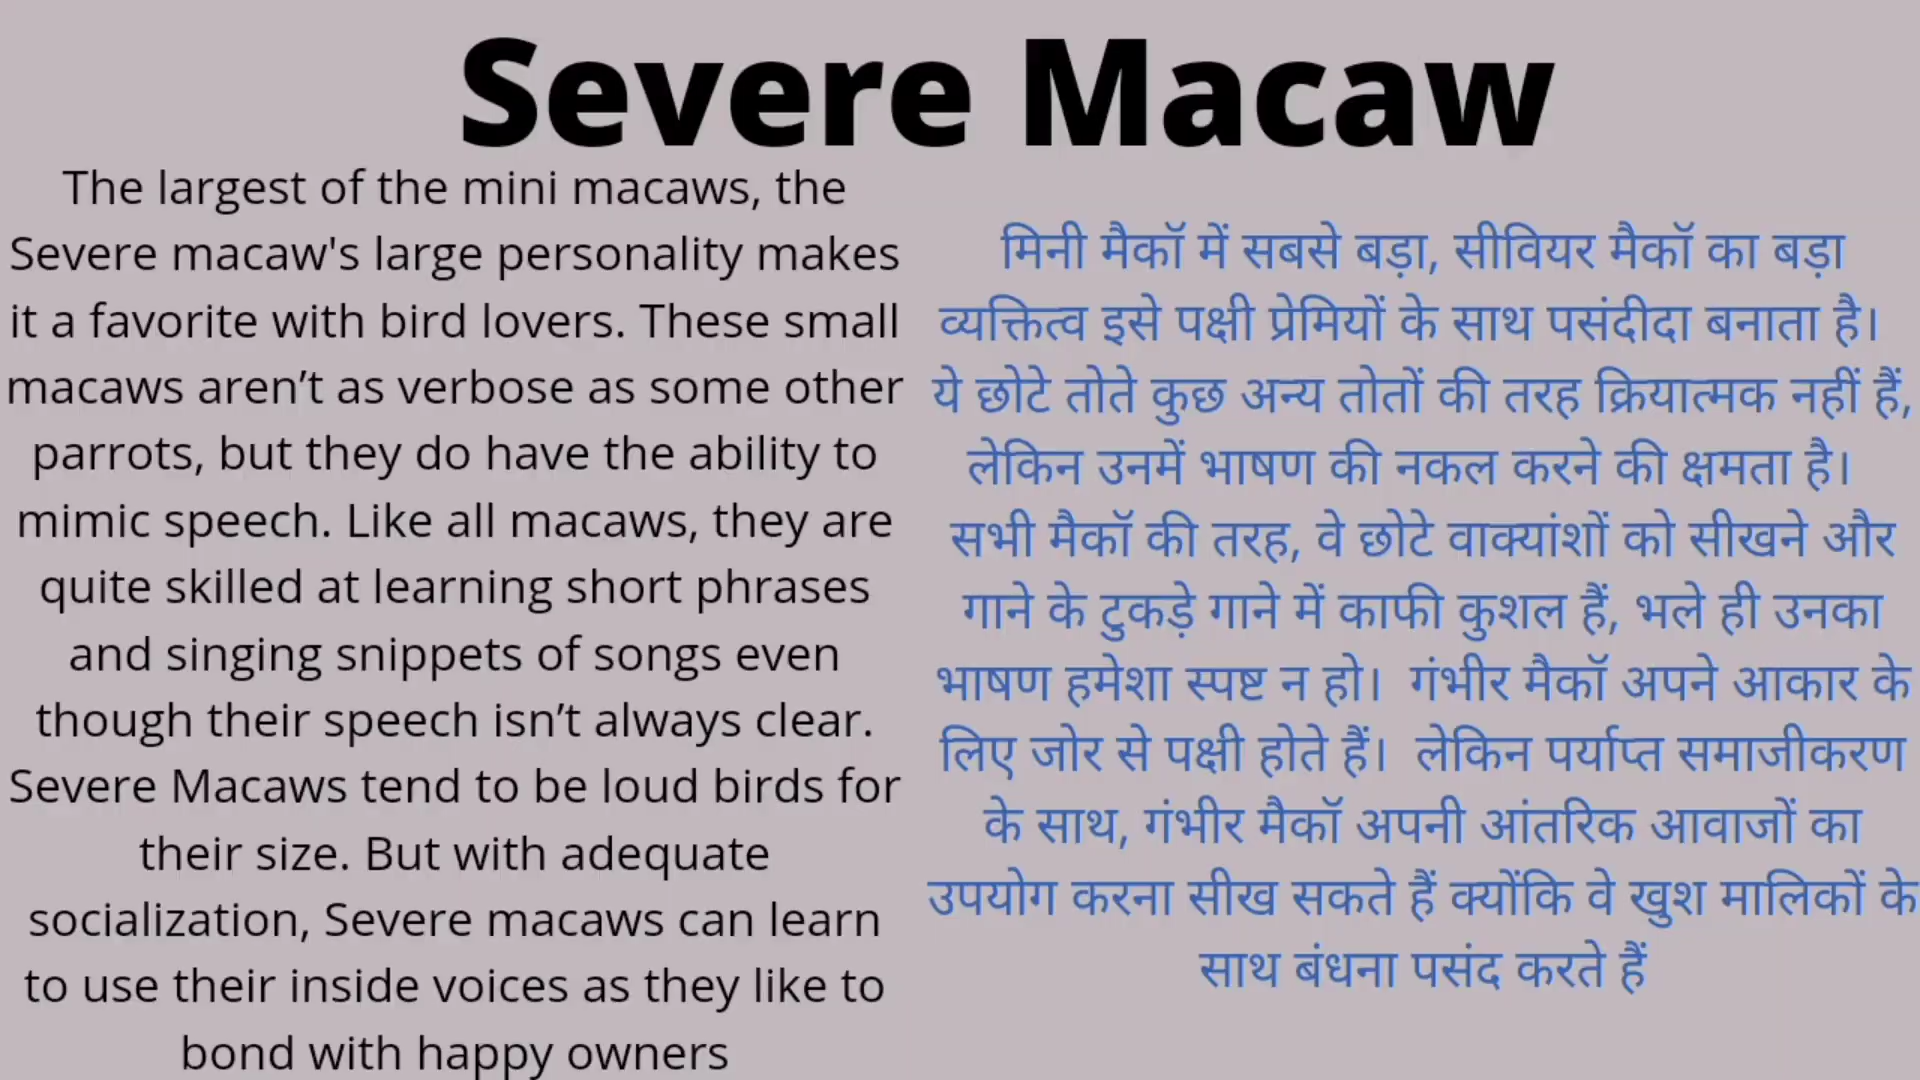 Severe Macaw
The largest of the mini macaws, the
Severe macaw's large personality makes
it a favorite with bird lovers. These small
macaws aren’t as verbose as some other
parrots, but they do have the ability to
mimic speech. Like all macaws, they are
quite skilled at learning short phrases
and singing snippets of songs even
though their speech isn’t always clear.
Severe Macaws tend to be loud birds for
their size. But with adequate
socialization, Severe macaws can learn
to use their inside voices as they like to
bond with happy owners
मिनी मैकॉ में सबसे बड़ा, सीवियर मैकॉ का बड़ा
व्यक्तित्व इसे पक्षी प्रेमियों के साथ पसंदीदा बनाता है।
ये छोटे तोते कुछ अन्य तोतों की तरह क्रियात्मक नहीं हैं,
लेकिन उनमें भाषण की नकल करने की क्षमता है।
सभी मैकॉ की तरह, वे छोटे वाक्यांशों को सीखने और
गाने के टुकड़े गाने में काफी कुशल हैं, भले ही उनका
भाषण हमेशा स्पष्ट न हो। गंभीर मैकॉ अपने आकार के
लिए जोर से पक्षी होते हैं। लेकिन पर्याप्त समाजीकरण
के साथ, गंभीर मैकॉ अपनी आंतरिक आवाजों का
उपयोग करना सीख सकते हैं क्योंकि वे खुश मालिकों के
साथ बंधना पसंद करते हैं